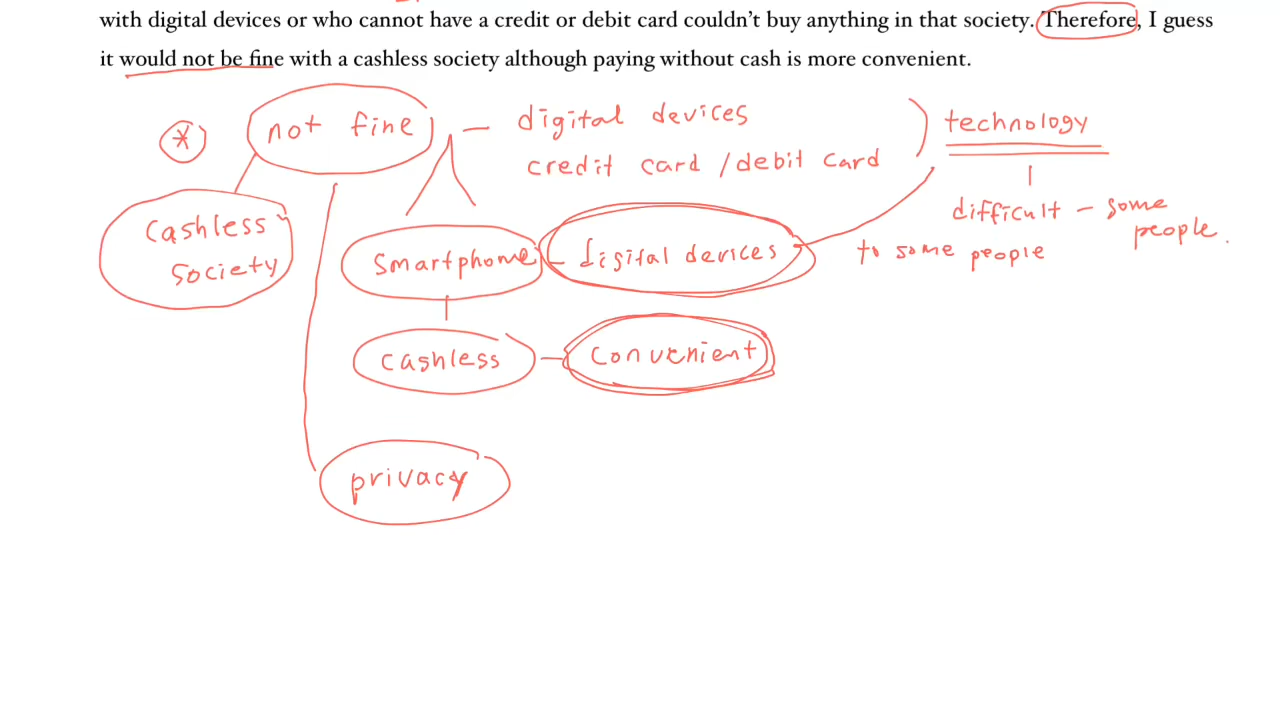 with digital devices or who cannot have a credit or debit card couldn't buy anything in that society. Therefore, I guess
it would not be fine with a cashless society although paying without cash is more convenient.
* not fine — digital devices technology
credit card / debit card
difficult – some
people.
cashless
society
smartphone – digital devices to some people
cashless — convenient
privacy